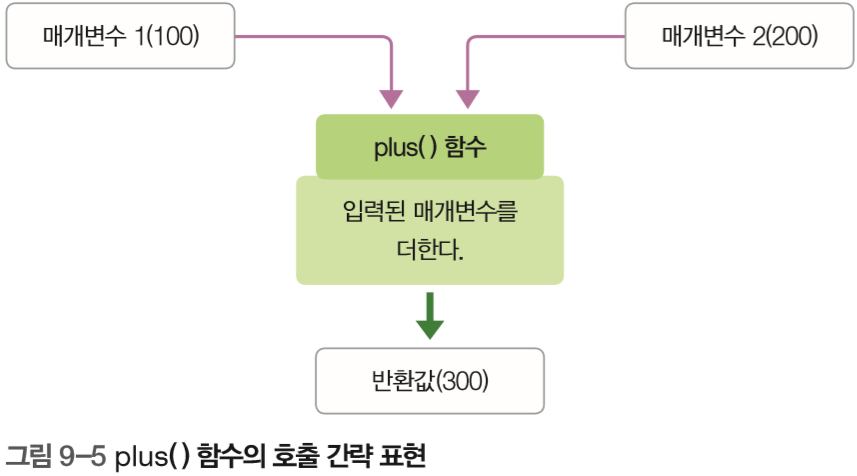 매개변수 1(100)
매개변수 2(200)
plus( ) 함수
입력된 매개변수를
더한다.
반환값(300)
그림 9-5 plus( ) 함수의 호출 간략 표현